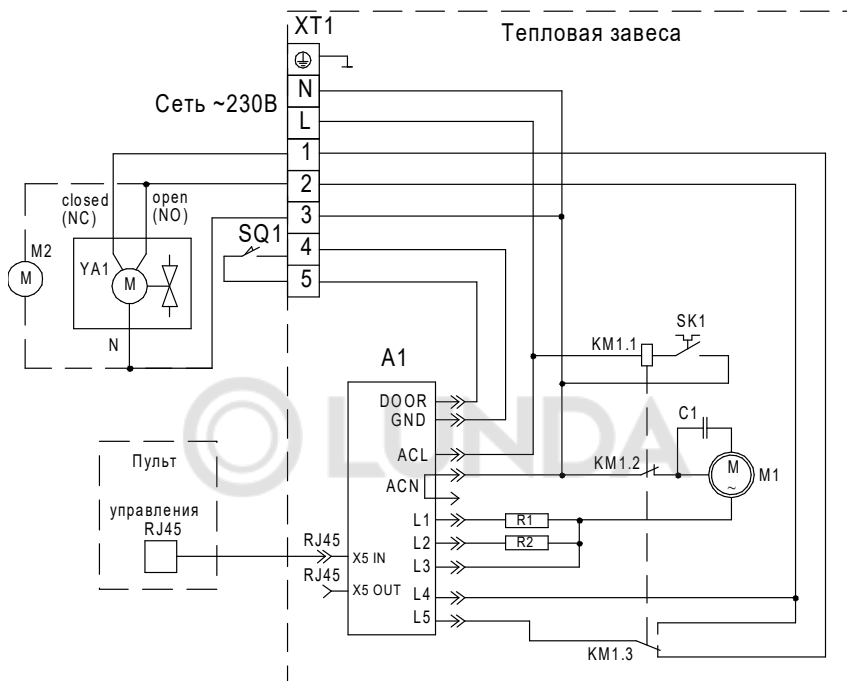 XT1
Тепловая завеса
N
Сеть ~230В
L
1
2
3
4
5
closed
(NC)
open
(NO)
SQ1
M2
M
YA1
M
N
SK1
KM1.1
A1
DOOR
GND
C1
ACL
ACN
KM1.2
M
~
M1
LUNDA
Пульт
управления
RJ45
L1
R1
L2
R2
L3
RJ45
X5 IN
RJ45
X5 OUT
L4
L5
KM1.3